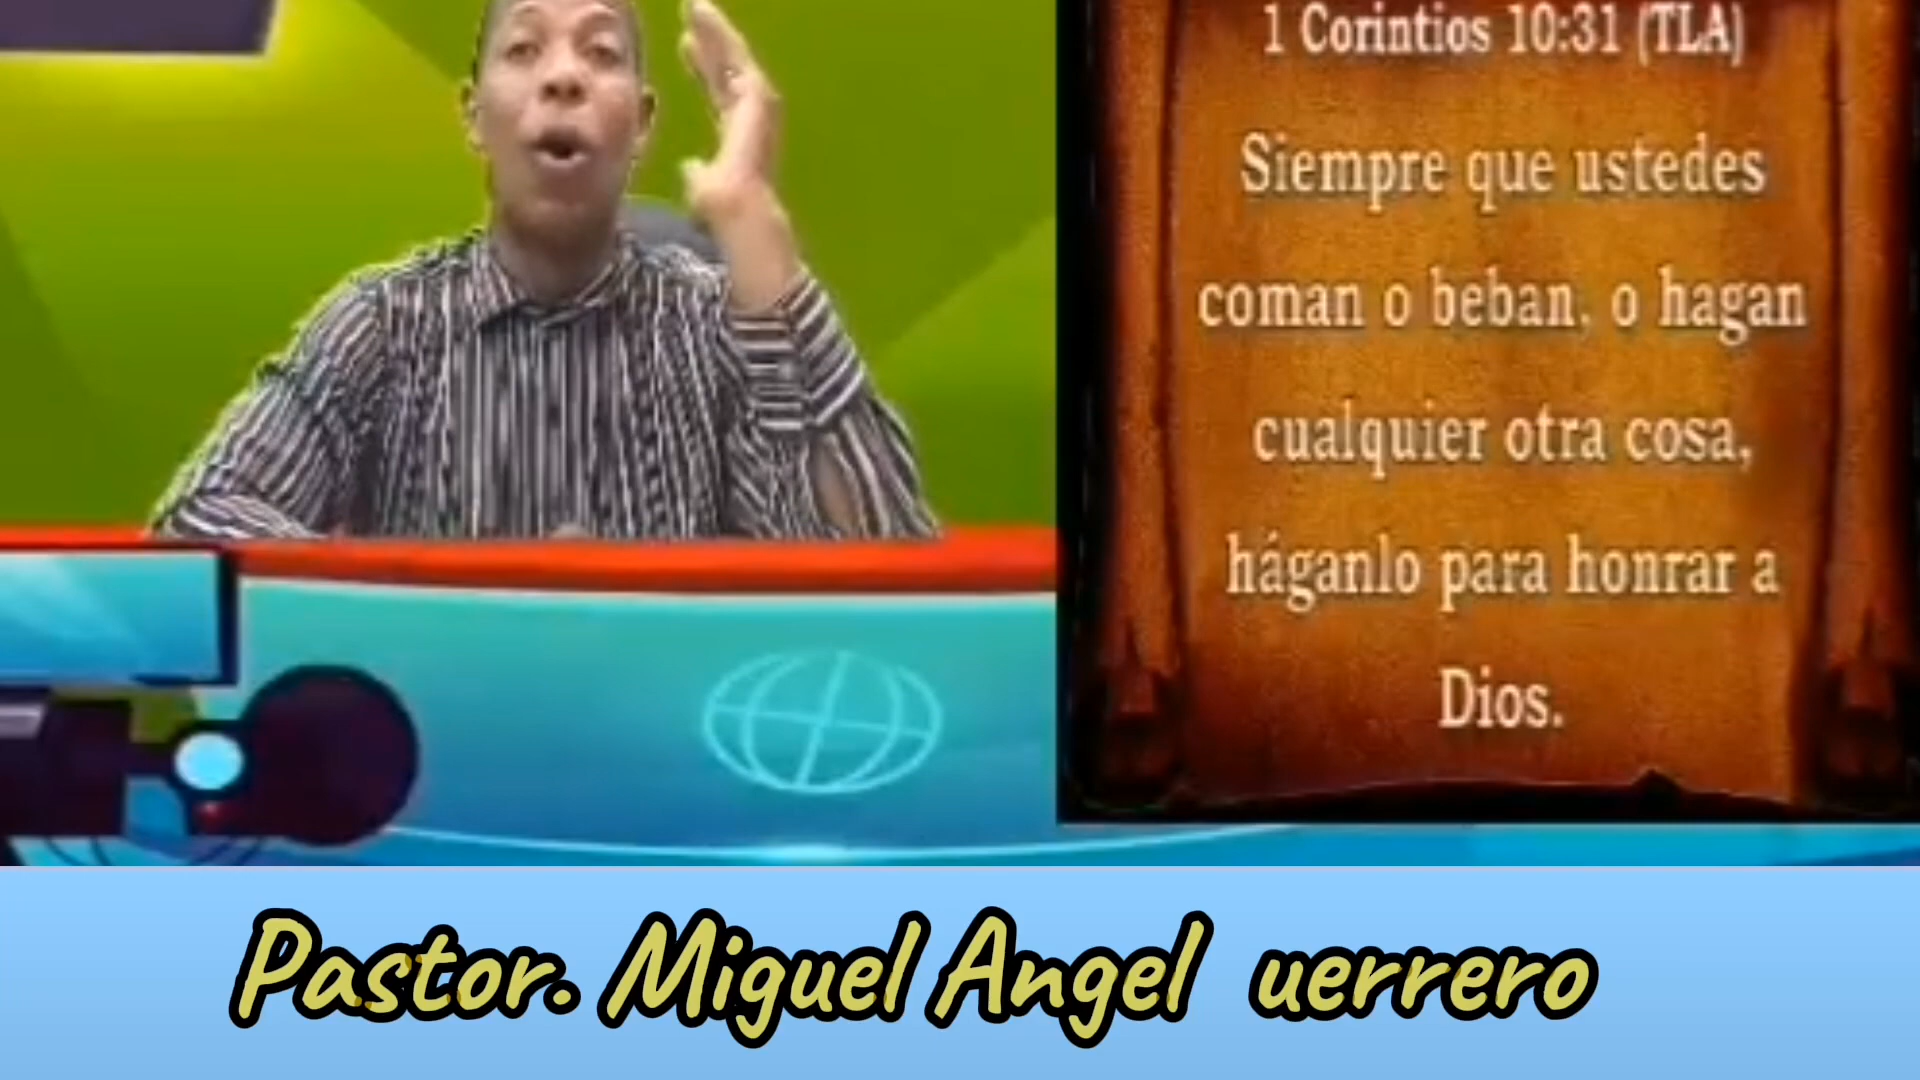 1 Corintios 10:31 (TLA)
Siempre que ustedes
coman o beban, o hagan
cualquier otra cosa,
háganlo para honrar a
Dios.
Pastor. Miguel Angel uerrero